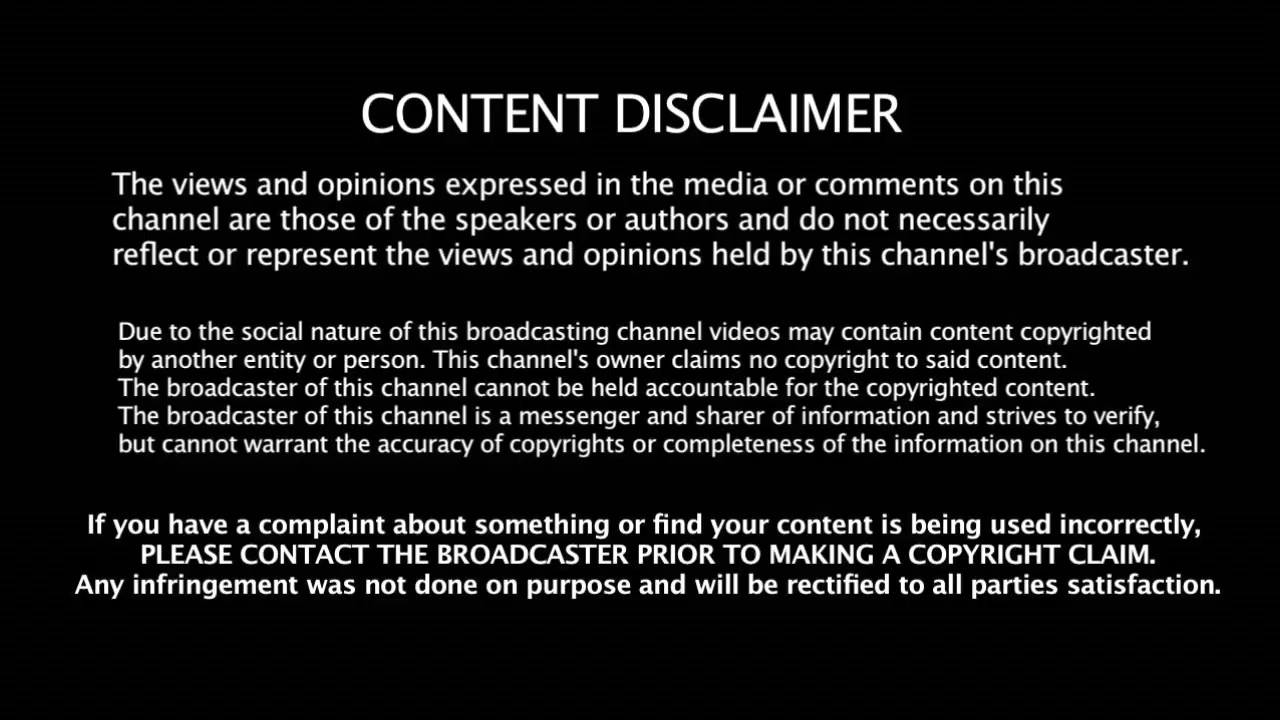 CONTENT DISCLAIMER
The views and opinions expressed in the media or comments on this
channel are those of the speakers or authors and do not necessarily
reflect or represent the views and opinions held by this channel's broadcaster.
Due to the social nature of this broadcasting channel videos may contain content copyrighted
by another entity or person. This channel's owner claims no copyright to said content.
The broadcaster of this channel cannot be held accountable for the copyrighted content.
The broadcaster of this channel is a messenger and sharer of information and strives to verify,
but cannot warrant the accuracy of copyrights or completeness of the information on this channel.
If you have a complaint about something or find your content is being used incorrectly,
PLEASE CONTACT THE BROADCASTER PRIOR TO MAKING A COPYRIGHT CLAIM.
Any infringement was not done on purpose and will be rectified to all parties satisfaction.